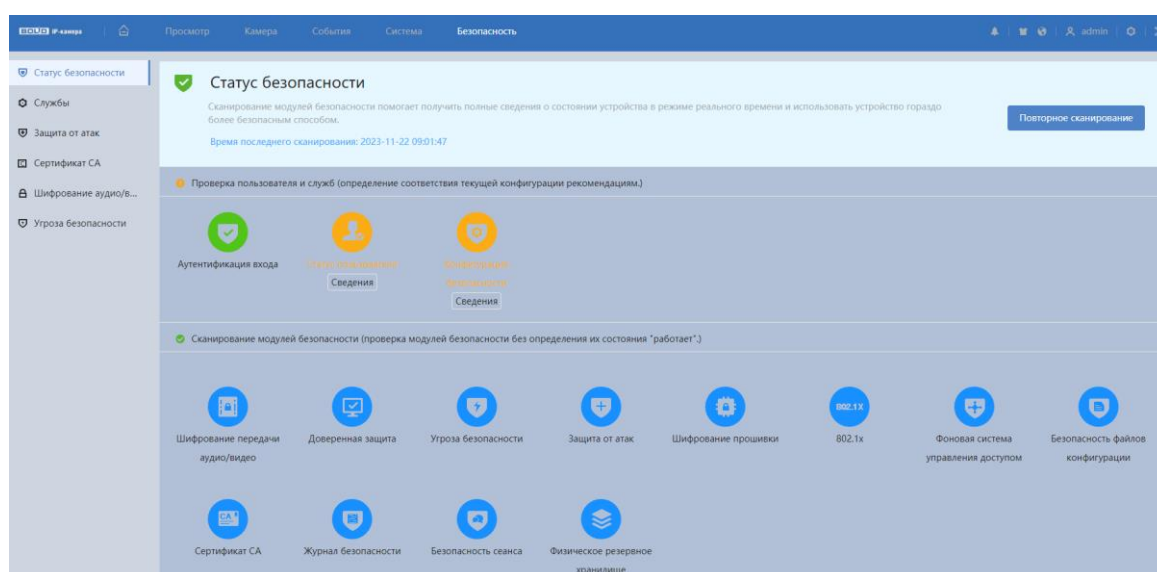 BOLID IP-камера
Просмотр Камера События Система Безопасность admin
Статус безопасности
Службы
Защита от атак
Сертификат CA
Шифрование аудио/в...
Угроза безопасности
Статус безопасности
Сканирование модулей безопасности помогает получить полные сведения о состоянии устройства в режиме реального времени и использовать устройство гораздо
более безопасным способом.
Время последнего сканирования: 2023-11-22 09:01:47
Повторное сканирование
Проверка пользователя и служб (определение соответствия текущей конфигурации рекомендациям.)
Аутентификация входа
Статус пользователя
Сведения
Конфигурация
безопасности
Сведения
Сканирование модулей безопасности (проверка модулей безопасности без определения их состояния "работает".)
Шифрование передачи
аудио/видео
Доверенная защита
Угроза безопасности
Защита от атак
Шифрование прошивки
802.1X
802.1x
Фоновая система
управления доступом
Безопасность файлов
конфигурации
CA
Сертификат CA
Журнал безопасности
Безопасность сеанса
Физическое резервное
хранилище